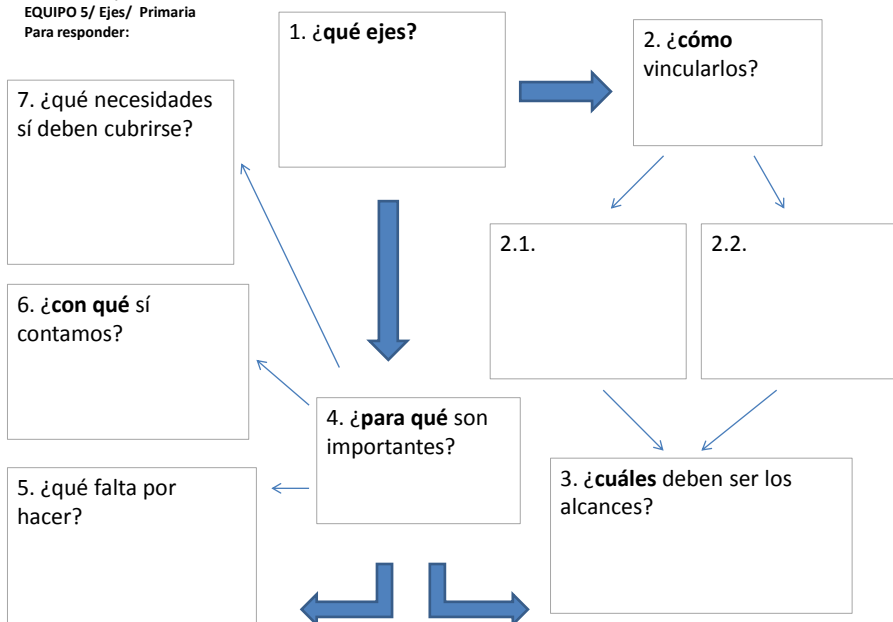 EQUIPO 5/ Ejes/ Primaria
Para responder:
1. ¿qué ejes?
2. ¿cómo
vincularlos?
7. ¿qué necesidades
sí deben cubrirse?
2.1.
2.2.
6. ¿con qué sí
contamos?
4. ¿para qué son
importantes?
3. ¿cuáles deben ser los
alcances?
5. ¿qué falta por
hacer?